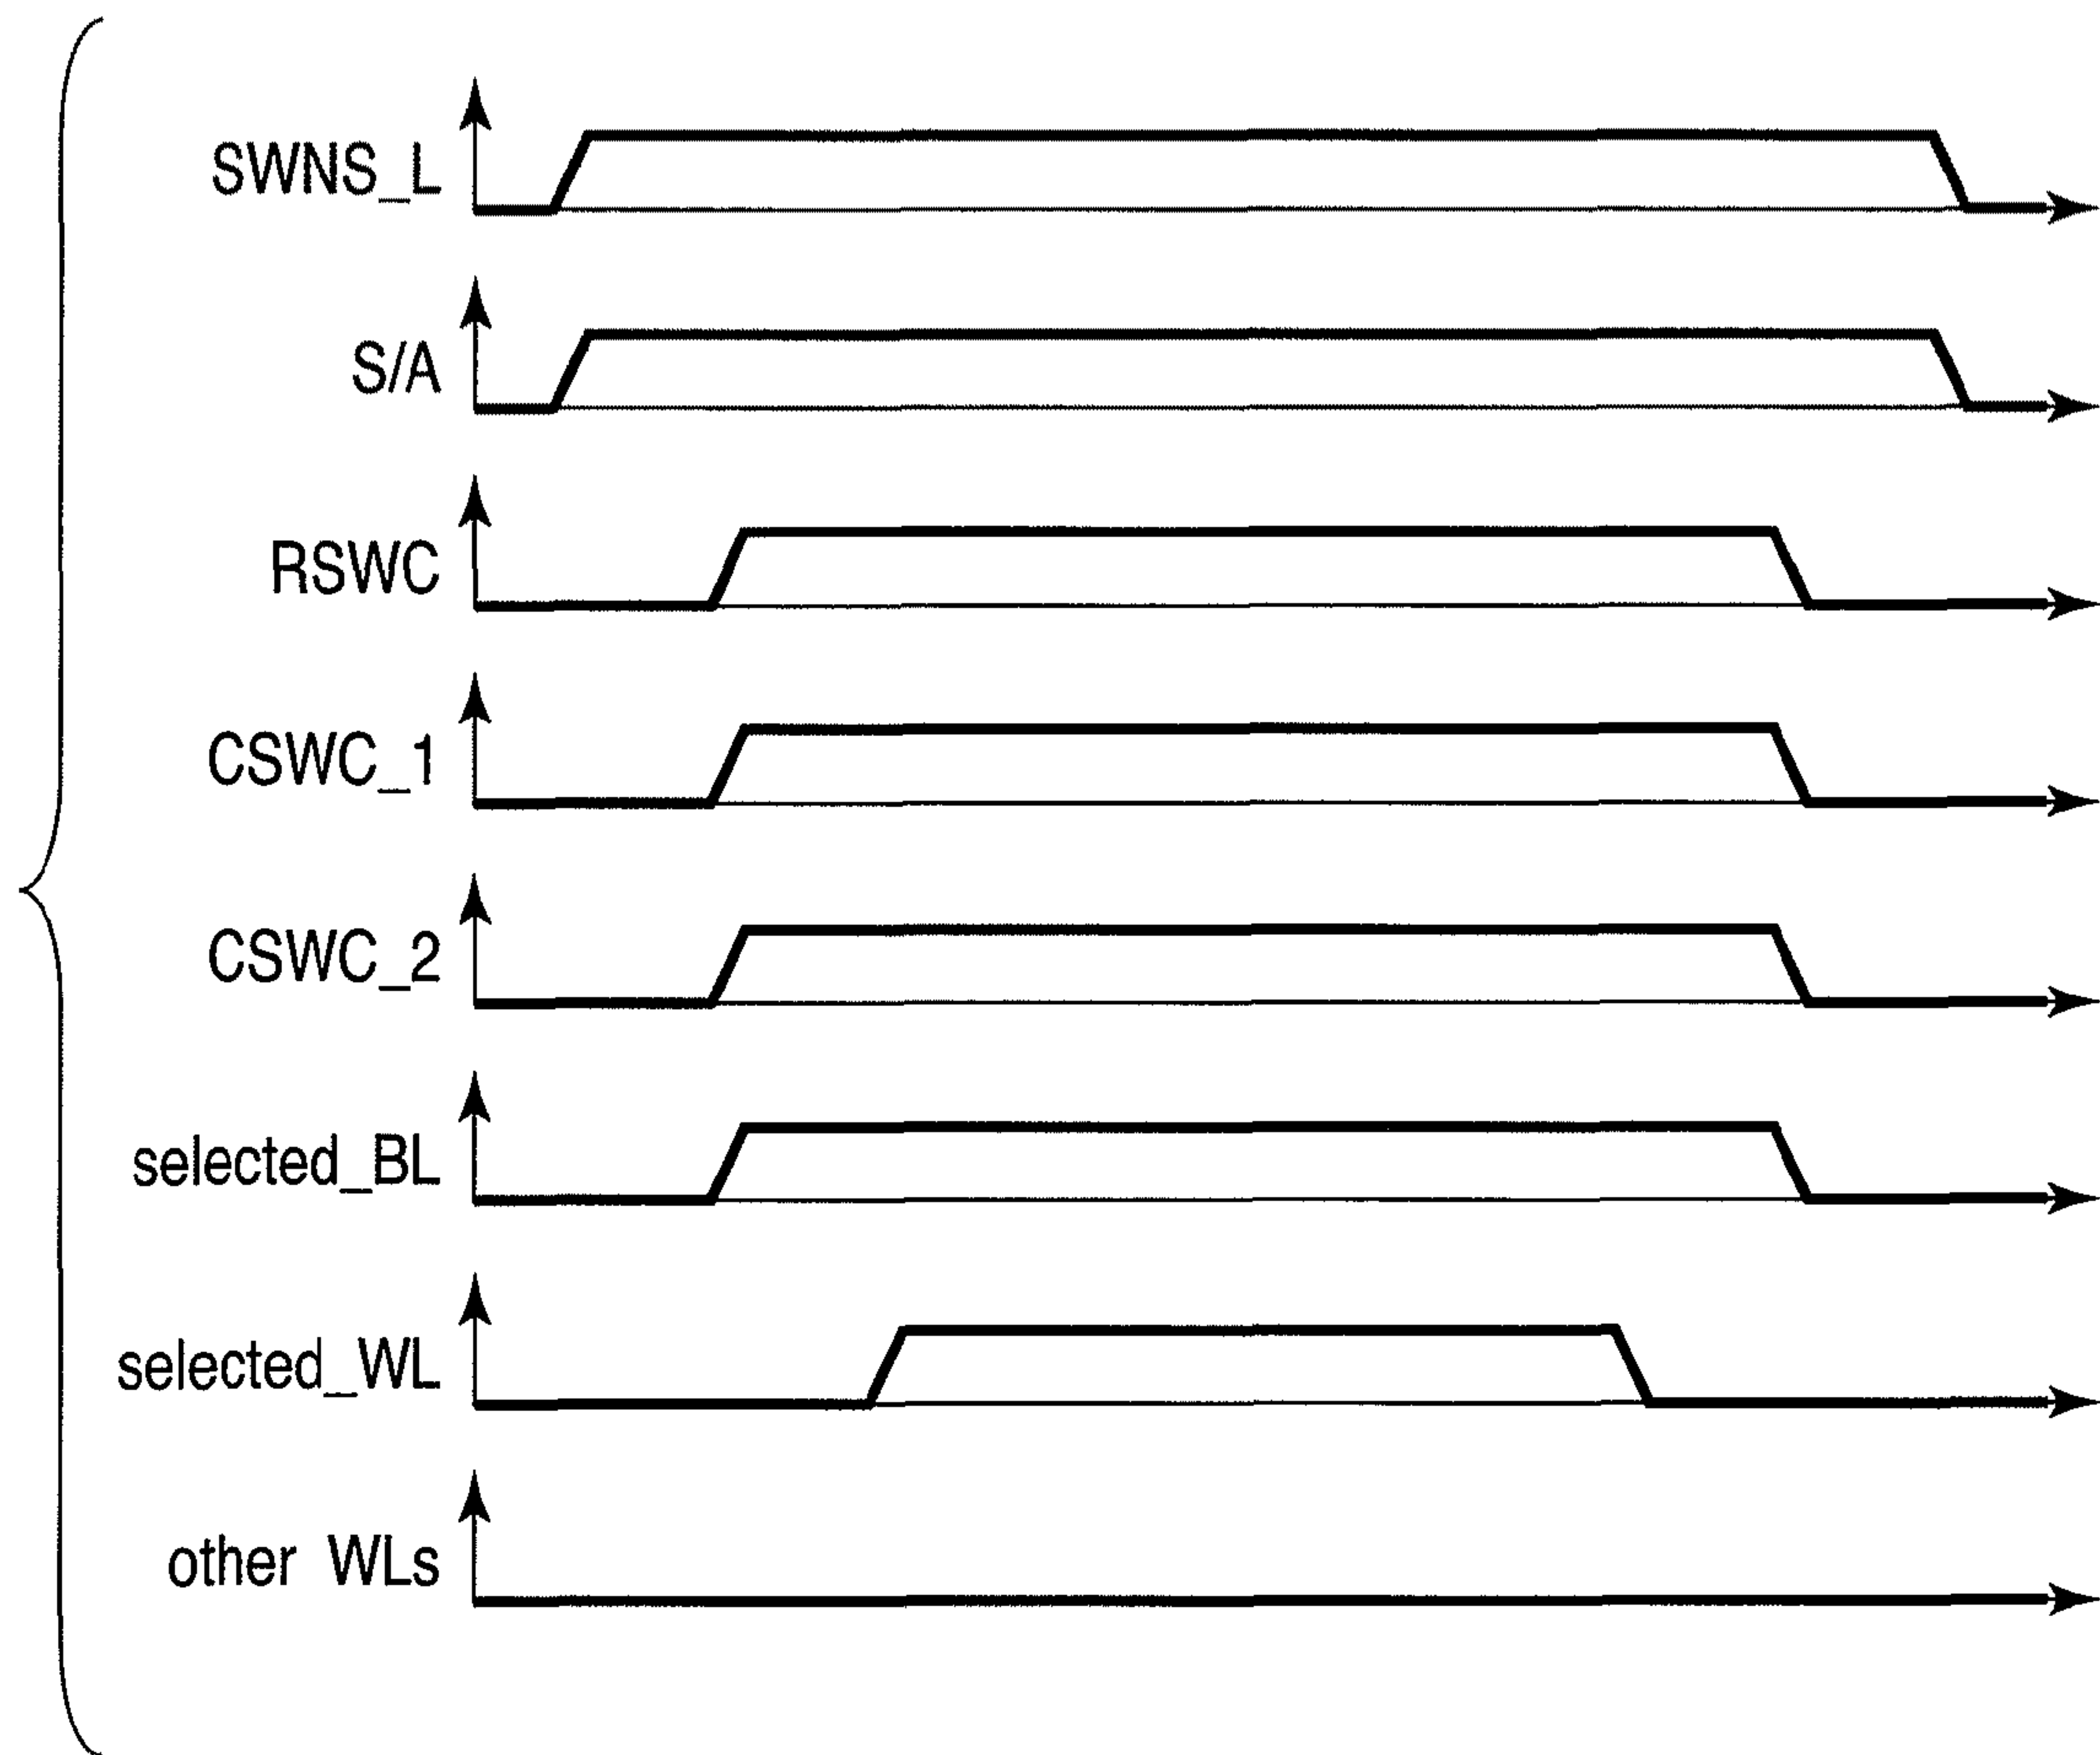 SWNS_L
S/A
RSWC
CSWC_1
CSWC_2
selected_BL
selected_WL
other WLs